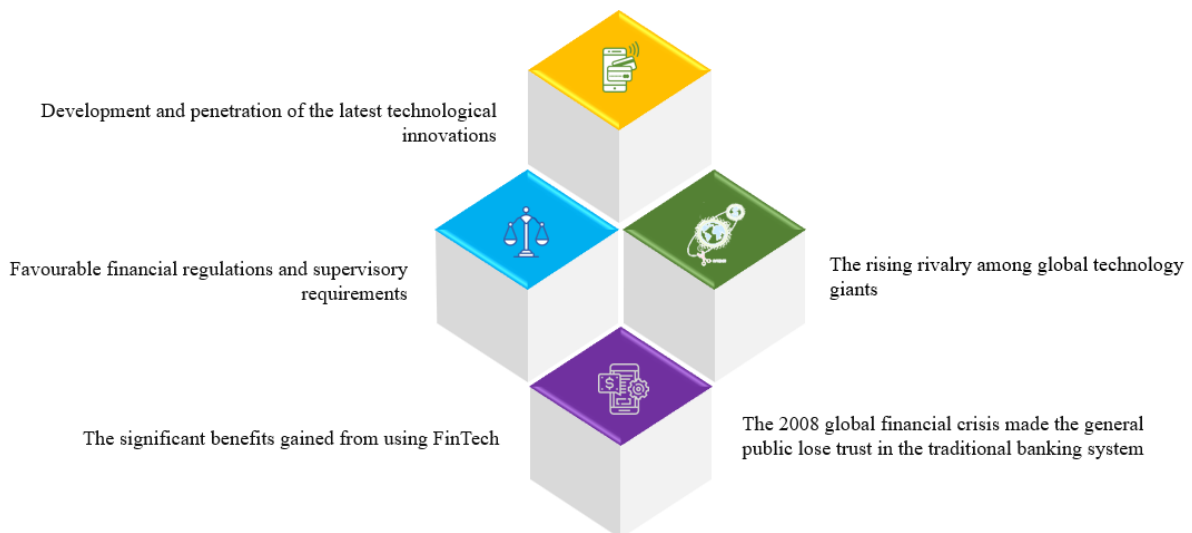 Development and penetration of the latest technological
innovations
Favourable financial regulations and supervisory
requirements
The rising rivalry among global technology
giants
The significant benefits gained from using FinTech
The 2008 global financial crisis made the general
public lose trust in the traditional banking system